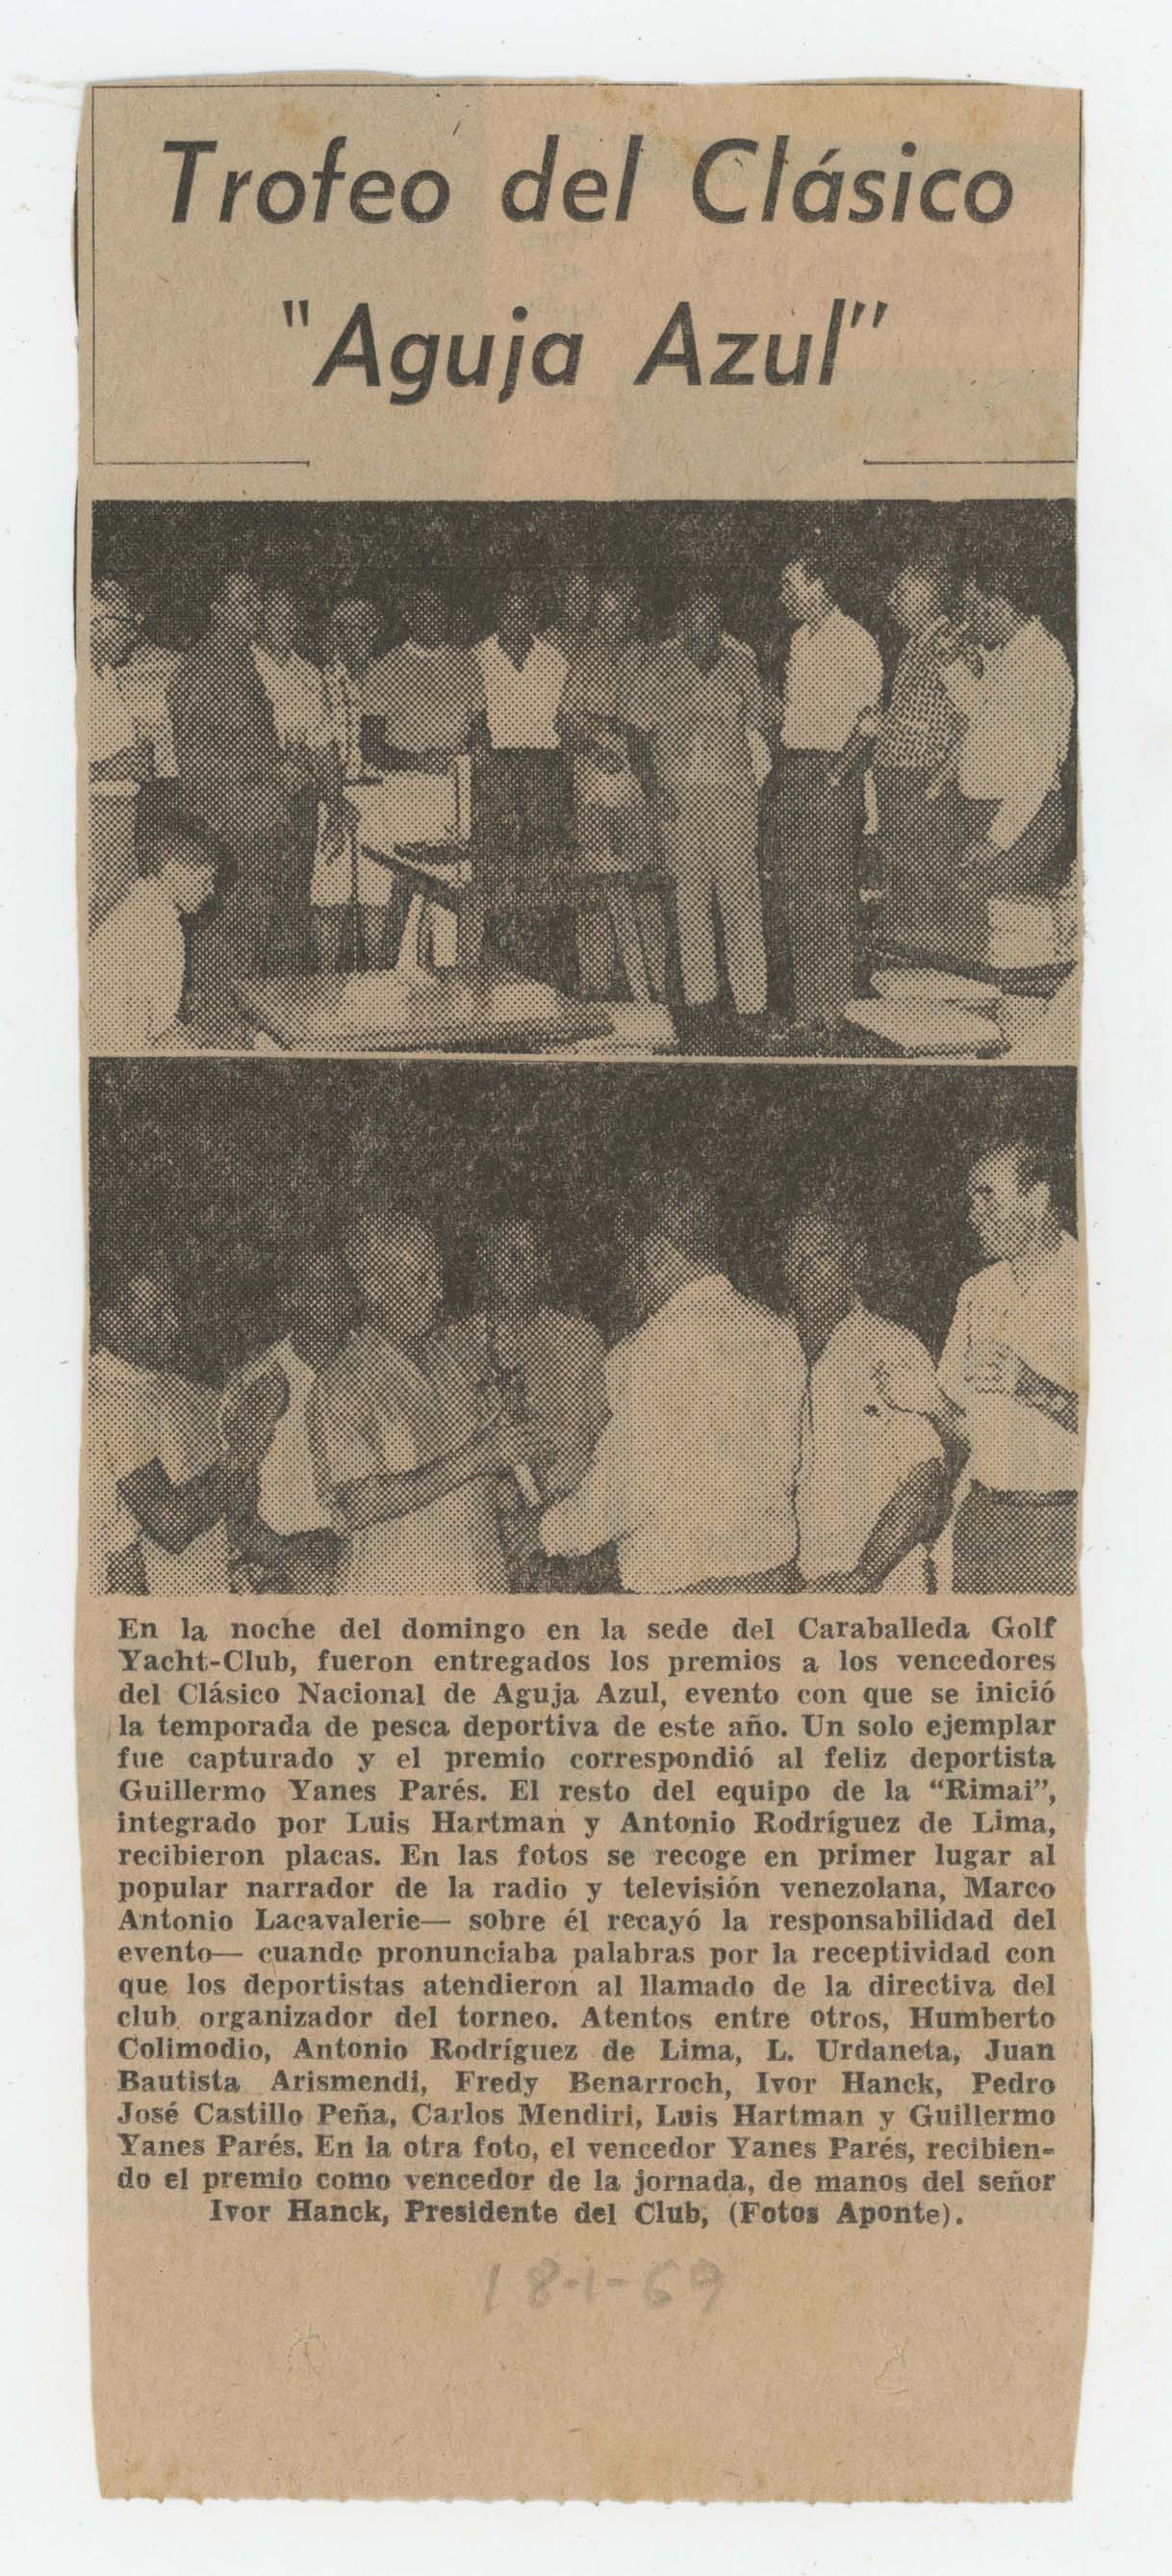 Trofeo del Clásico
"Aguja Azul"
En la noche del domingo en la sede del Caraballeda Golf
Yacht-Club, fueron entregados los premios a los vencedores
del Clásico Nacional de Aguja Azul, evento con que se inició
la temporada de pesca deportiva de este año. Un solo ejemplar
fue capturado y el premio correspondió al feliz deportista
Guillermo Yanes Parés. El resto del equipo de la “Rimai”,
integrado por Luis Hartman y Antonio Rodríguez de Lima,
recibieron placas. En las fotos se recoge en primer lugar al
popular narrador de la radio y televisión venezolana, Marco
Antonio Lacavalerie— sobre él recayó la responsabilidad del
evento— cuando pronunciaba palabras por la receptividad con
que los deportistas atendieron al llamado de la directiva del
club organizador del torneo. Atentos entre otros, Humberto
Colimodio, Antonio Rodríguez de Lima, L. Urdaneta, Juan
Bautista Arismendi, Fredy Benarroch, Ivor Hanck, Pedro
José Castillo Peña, Carlos Mendiri, Luis Hartman y Guillermo
Yanes Parés. En la otra foto, el vencedor Yanes Parés, recibien-
do el premio como vencedor de la jornada, de manos del señor
Ivor Hanck, Presidente del Club, (Fotos Aponte).
18-1-69